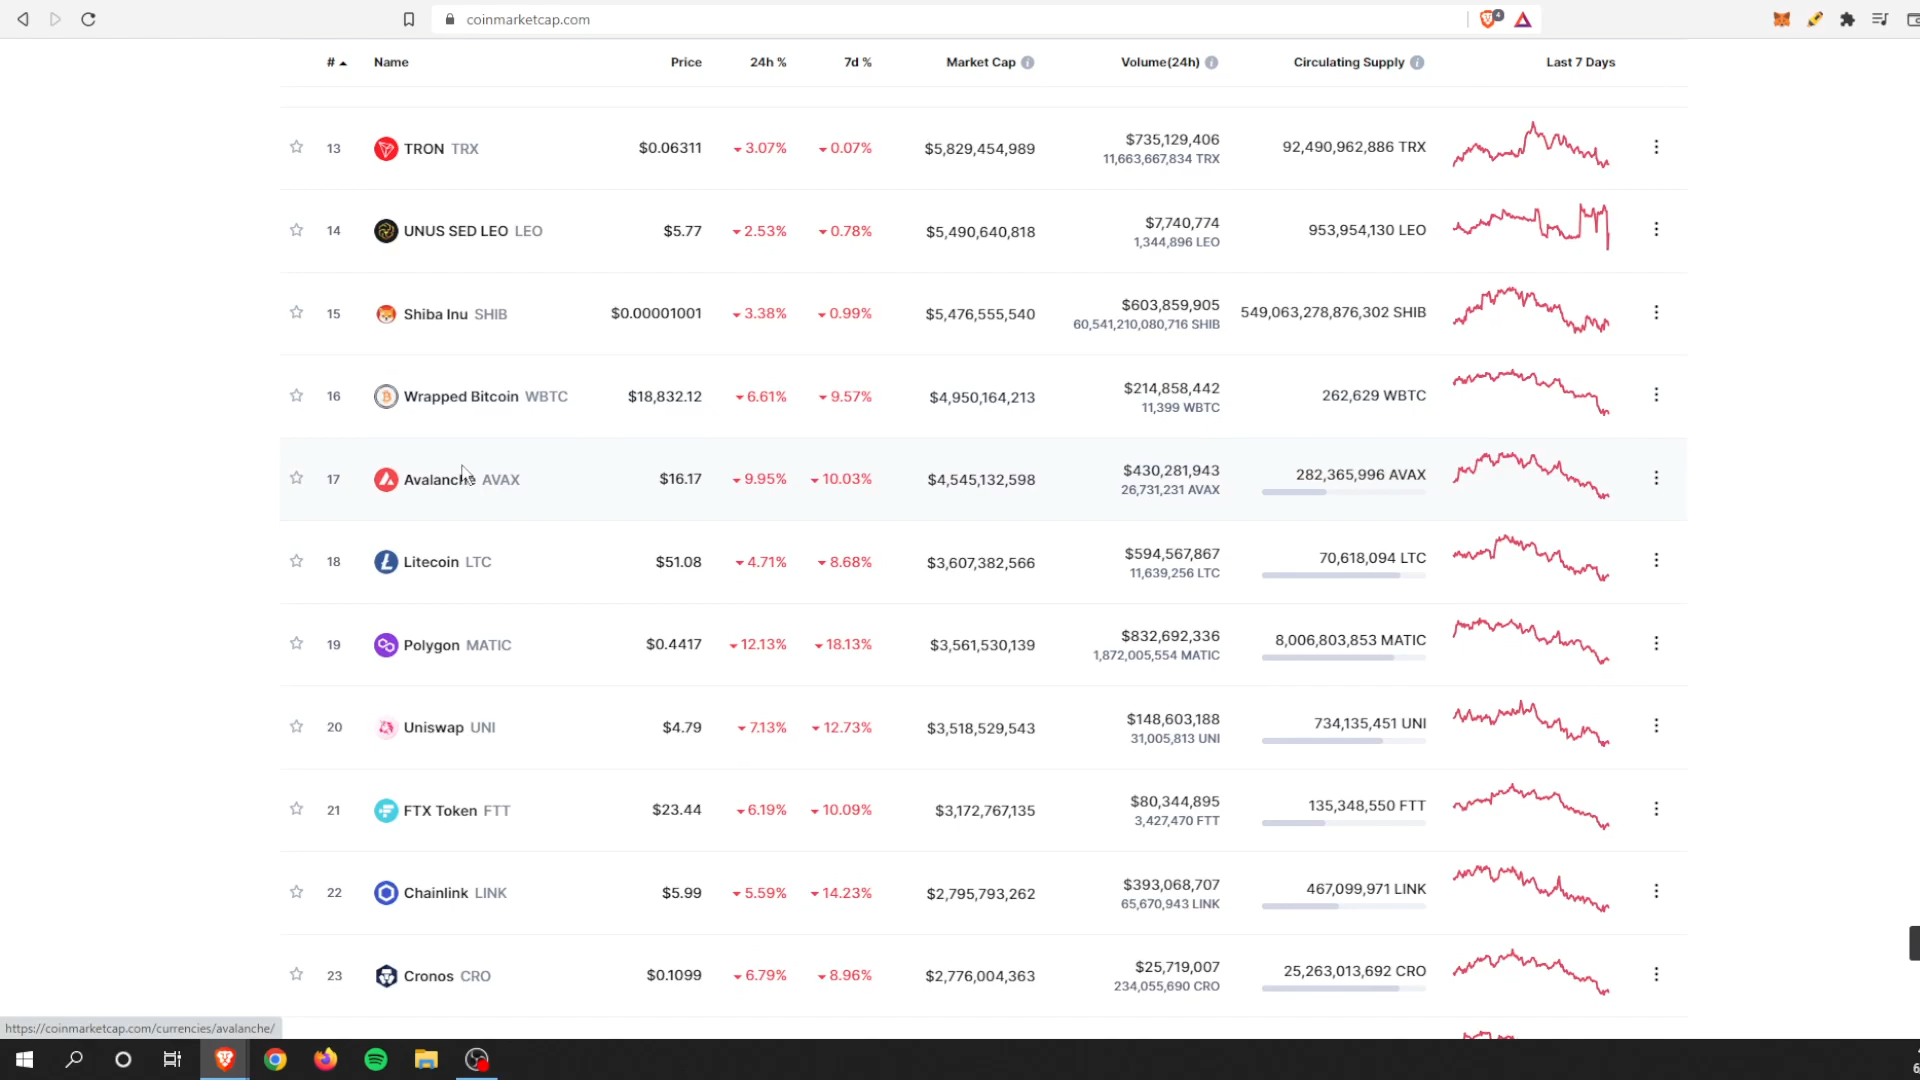 coinmarketcap.com
4
# Name Price 24h % 7d % Market Cap Volume(24h) Circulating Supply Last 7 Days
13 TRON TRX $0.06311 3.07% 0.07% $5,829,454,989 $735,129,406 92,490,962,886 TRX
11,663,667,834 TRX
14 UNUS SED LEO LEO $5.77 2.53% 0.78% $5,490,640,818 $7,740,774 953,954,130 LEO
1,344,896 LEO
15 Shiba Inu SHIB $0.00001001 3.38% 0.99% $5,476,555,540 $603,859,905 549,063,278,876,302 SHIB
60,541,210,080,716 SHIB
16 Wrapped Bitcoin WBTC $18,832.12 6.61% 9.57% $4,950,164,213 $214,858,442 262,629 WBTC
11,399 WBTC
17 Avalanche AVAX $16.17 9.95% 10.03% $4,545,132,598 $430,281,943 282,365,996 AVAX
26,731,231 AVAX
18 Litecoin LTC $51.08 4.71% 8.68% $3,607,382,566 $594,567,867 70,618,094 LTC
11,639,256 LTC
19 Polygon MATIC $0.4417 12.13% 18.13% $3,561,530,139 $832,692,336 8,006,803,853 MATIC
1,872,005,554 MATIC
20 Uniswap UNI $4.79 7.13% 12.73% $3,518,529,543 $148,603,188 734,135,451 UNI
31,005,813 UNI
21 FTX Token FTT $23.44 6.19% 10.09% $3,172,767,135 $80,344,895 135,348,550 FTT
3,427,470 FTT
22 Chainlink LINK $5.99 5.59% 14.23% $2,795,793,262 $393,068,707 467,099,971 LINK
65,670,943 LINK
23 Cronos CRO $0.1099 6.79% 8.96% $2,776,004,363 $25,719,007 25,263,013,692 CRO
234,055,690 CRO
https://coinmarketcap.com/currencies/avalanche/